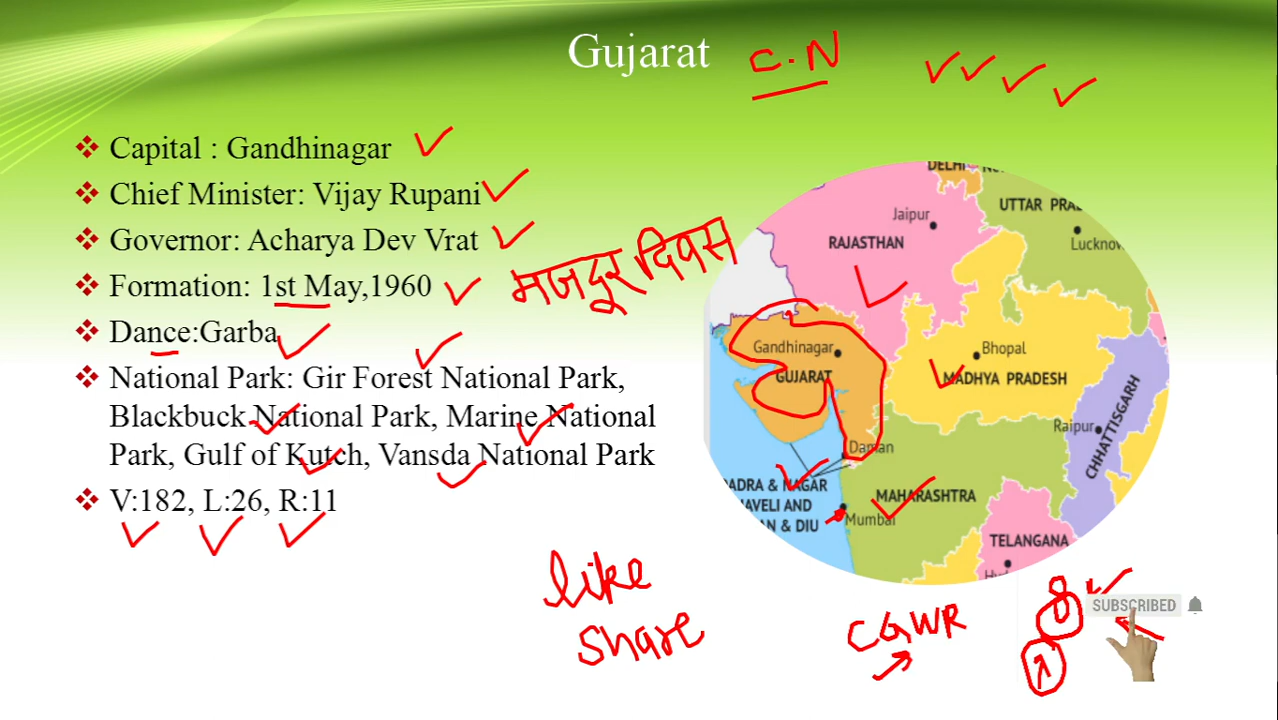 Gujarat
C.N
Capital : Gandhinagar
Chief Minister: Vijay Rupani
Governor: Acharya Dev Vrat
Formation: 1st May,1960
मजदूर दिवस
Dance:Garba
National Park: Gir Forest National Park,
Blackbuck National Park, Marine National
Park, Gulf of Kutch, Vansda National Park
V:182, L:26, R:11
DELHI
UTTAR PRA
Jaipur
RAJASTHAN
Lucknow
Gandhinagar
GUJARAT
Bhopal
MADHYA PRADESH
CHHATTISGARH
Raipur
Daman
ADRA & NAGAR
HAVELI AND
AN & DIU
MAHARASHTRA
Mumbai
TELANGANA
Hy
like
share
CGWR
8
SUBSCRIBED